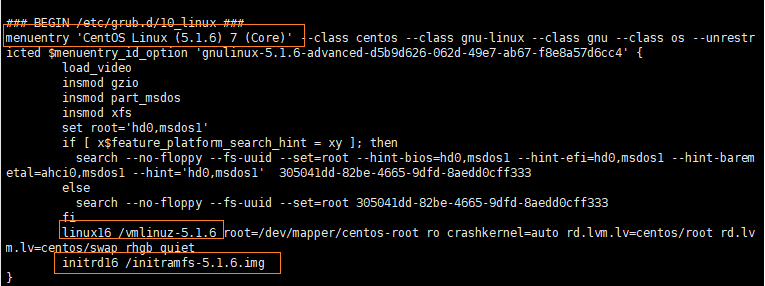 ### BEGIN /etc/grub.d/10_linux ###
menuentry 'CentOS Linux (5.1.6) 7 (Core)' --class centos --class gnu-linux --class gnu --class os --unrestr
icted $menuentry_id_option 'gnulinux-5.1.6-advanced-d5b9d626-062d-49e7-ab67-f8e8a57d6cc4' {
load_video
insmod gzio
insmod part_msdos
insmod xfs
set root='hd0,msdos1'
if [ x$feature_platform_search_hint = xy ]; then
search --no-floppy --fs-uuid --set=root --hint-bios=hd0,msdos1 --hint-efi=hd0,msdos1 --hint-barem
etal=ahci0,msdos1 --hint='hd0,msdos1'  305041dd-82be-4665-9dfd-8aedd0cff333
else
search --no-floppy --fs-uuid --set=root 305041dd-82be-4665-9dfd-8aedd0cff333
fi
linux16 /vmlinuz-5.1.6 root=/dev/mapper/centos-root ro crashkernel=auto rd.lvm.lv=centos/root rd.lv
m.lv=centos/swap rhgb quiet
initrd16 /initramfs-5.1.6.img
}